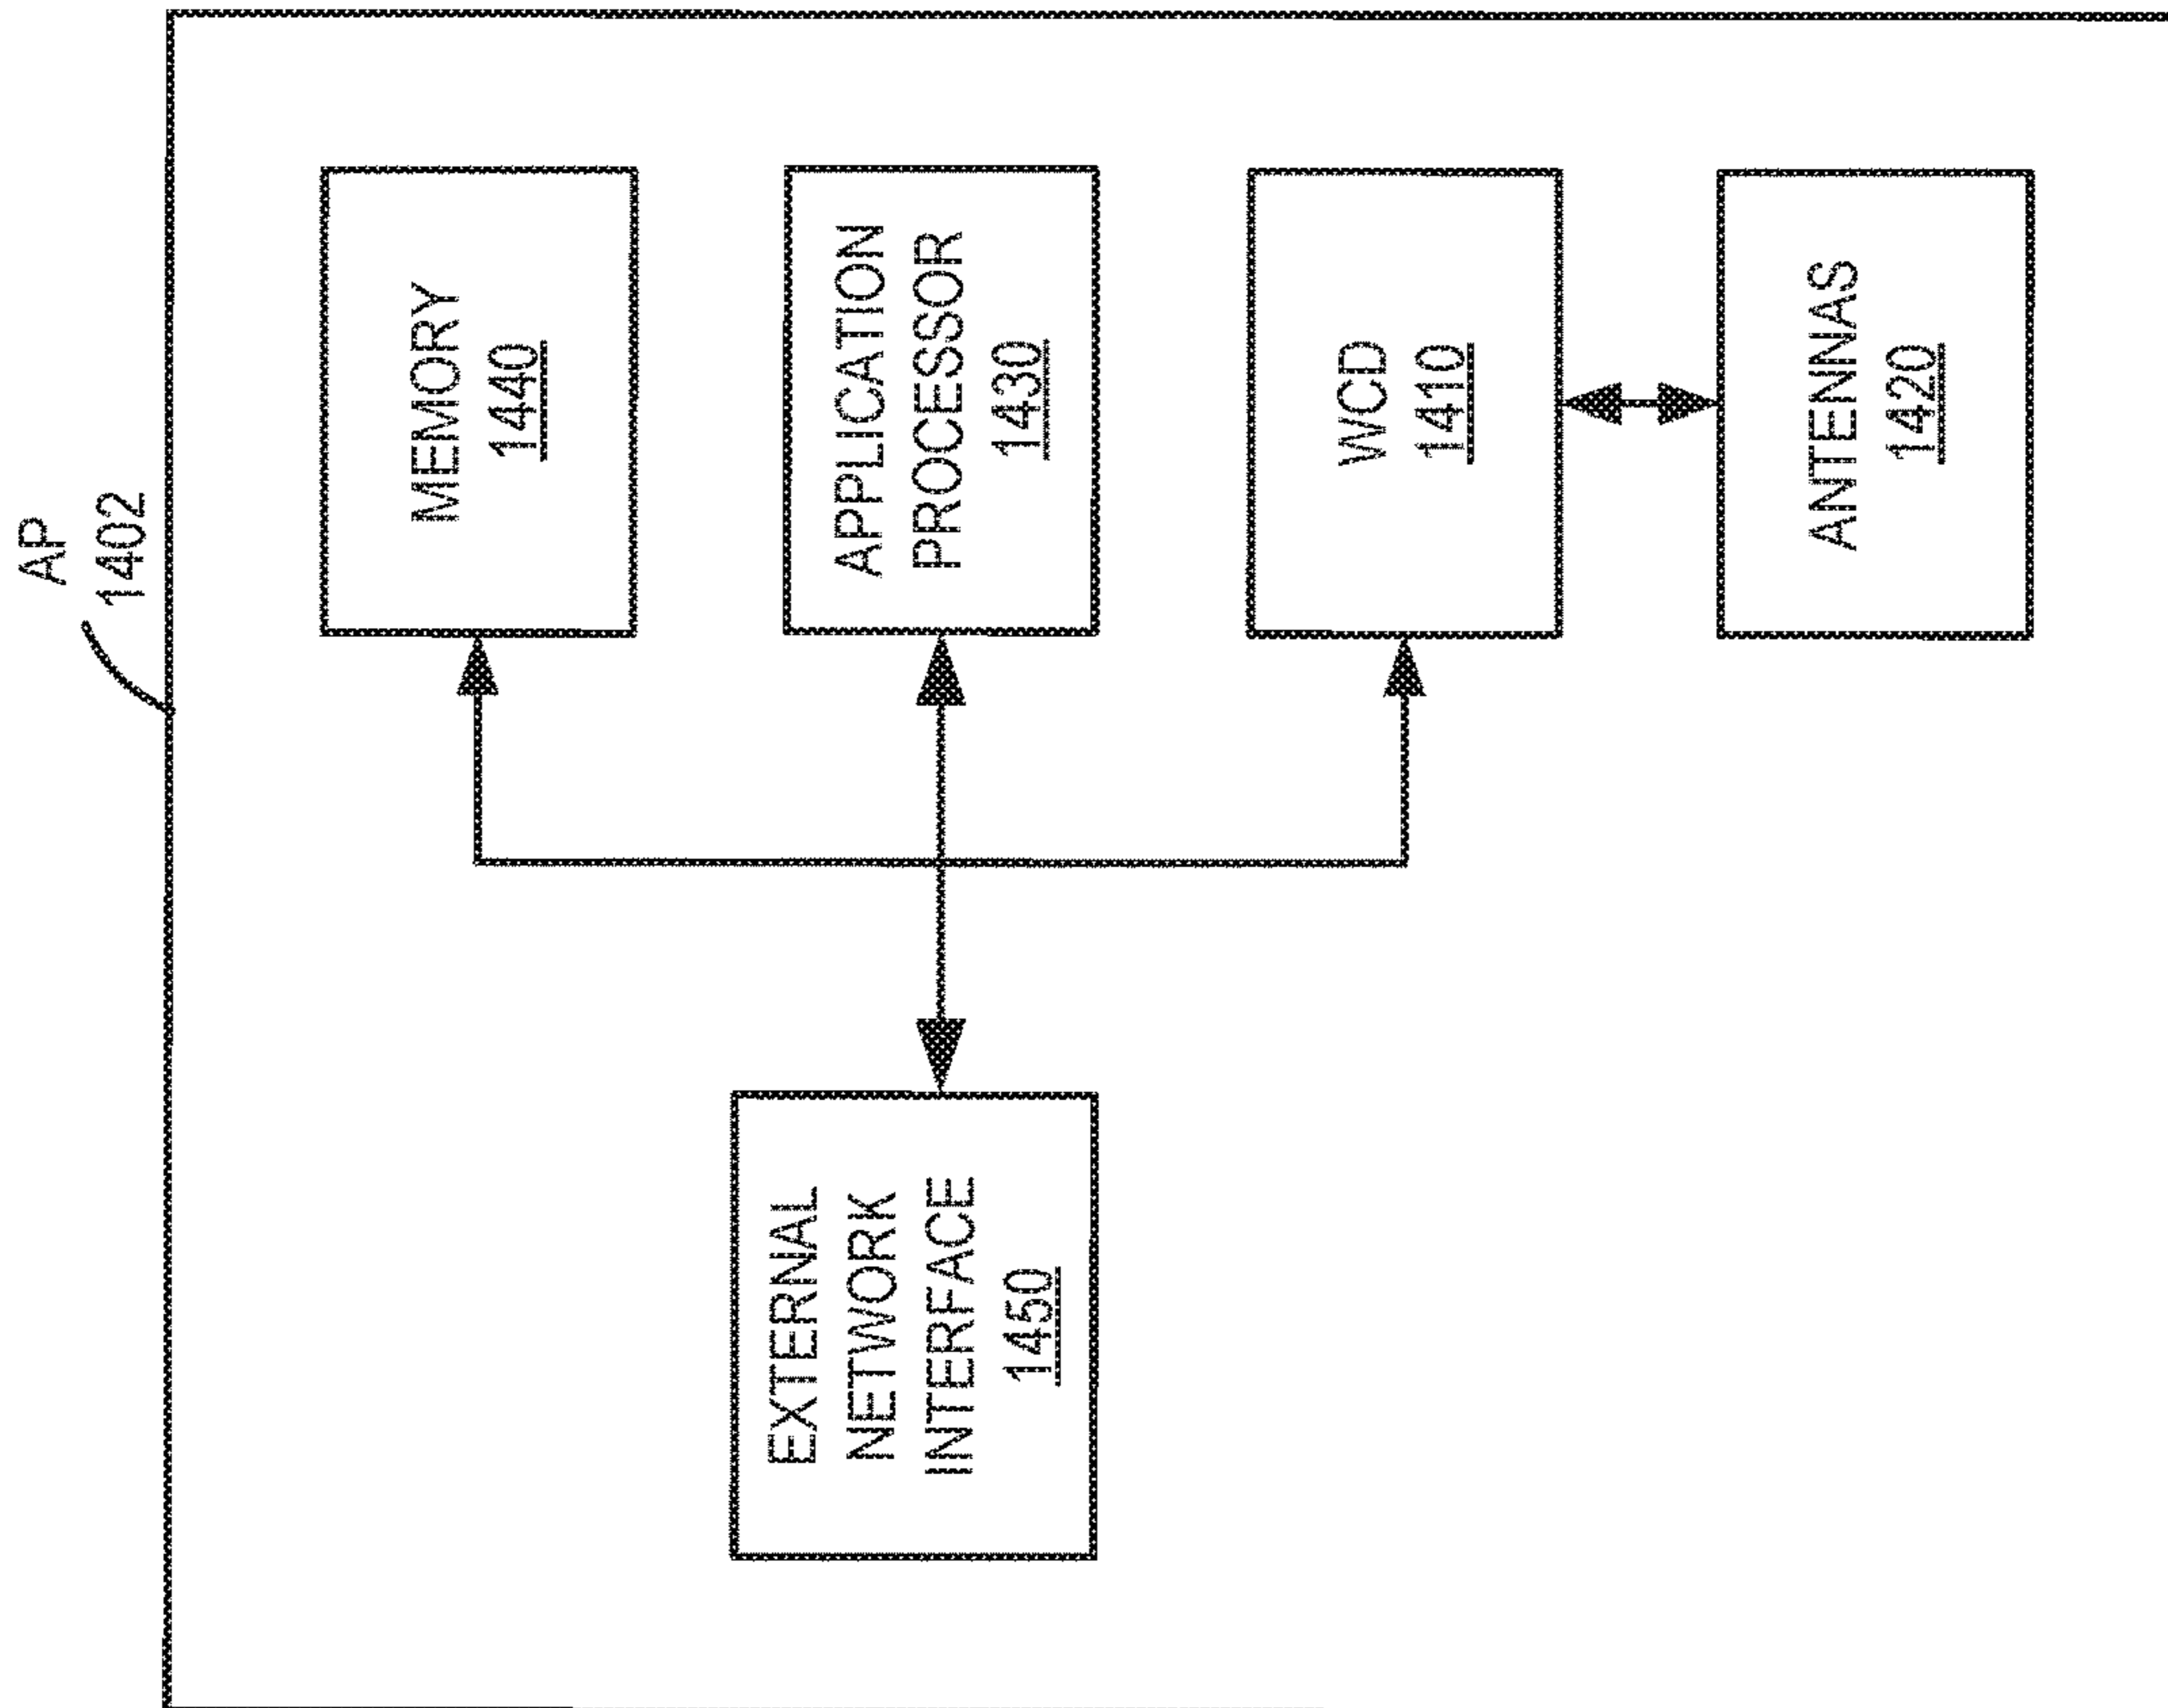 AP
1402
MEMORY
1440
APPLICATION
PROCESSOR
1430
WCD
1410
ANTENNAS
1420
EXTERNAL
NETWORK
INTERFACE
1450